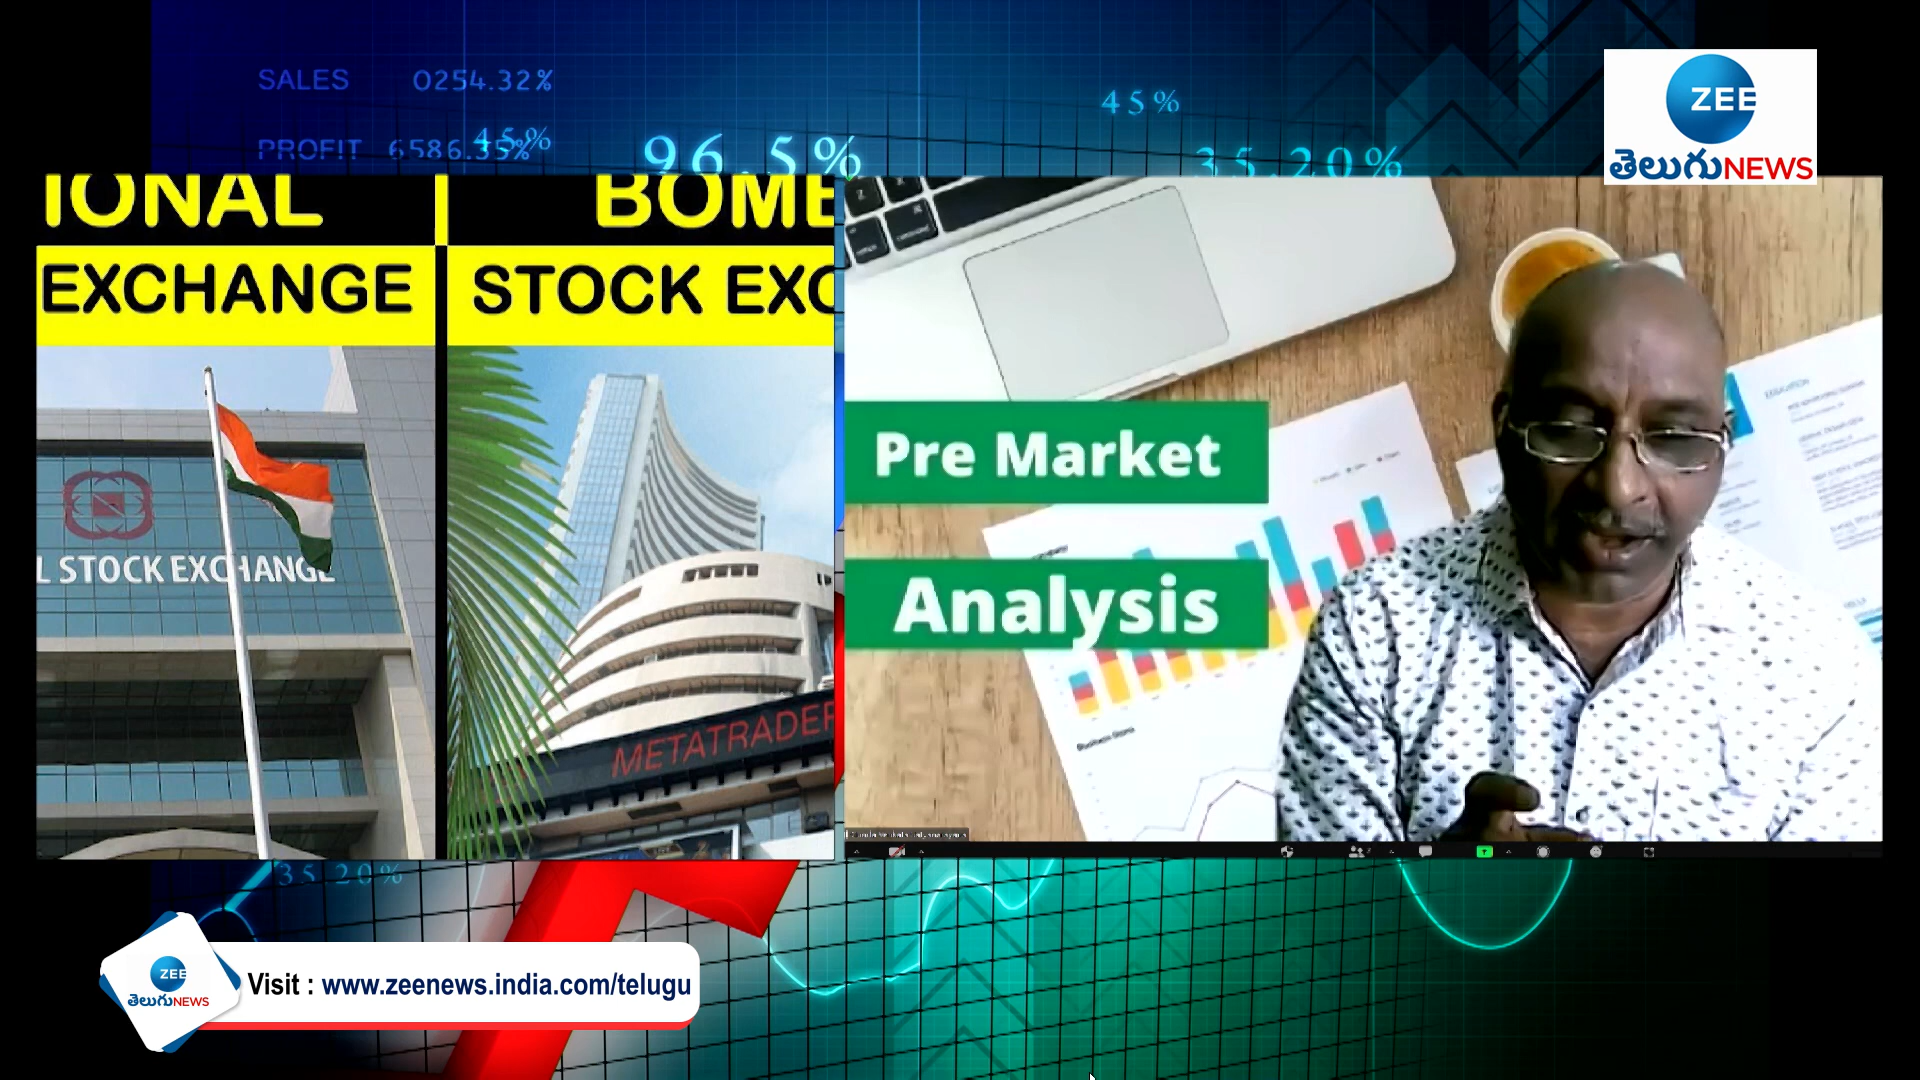 SALES 0254.32%
45%
PROFIT 6586.35%
45%
96.5%
35.20%
ZEE
తెలుగు NEWS
IONAL
BOMB
EXCHANGE
STOCK EXC
L STOCK EXCHANGE
METATRADER
Pre Market
Analysis
35 20%
ZEE
తెలుగు NEWS
Visit : www.zeenews.india.com/telugu